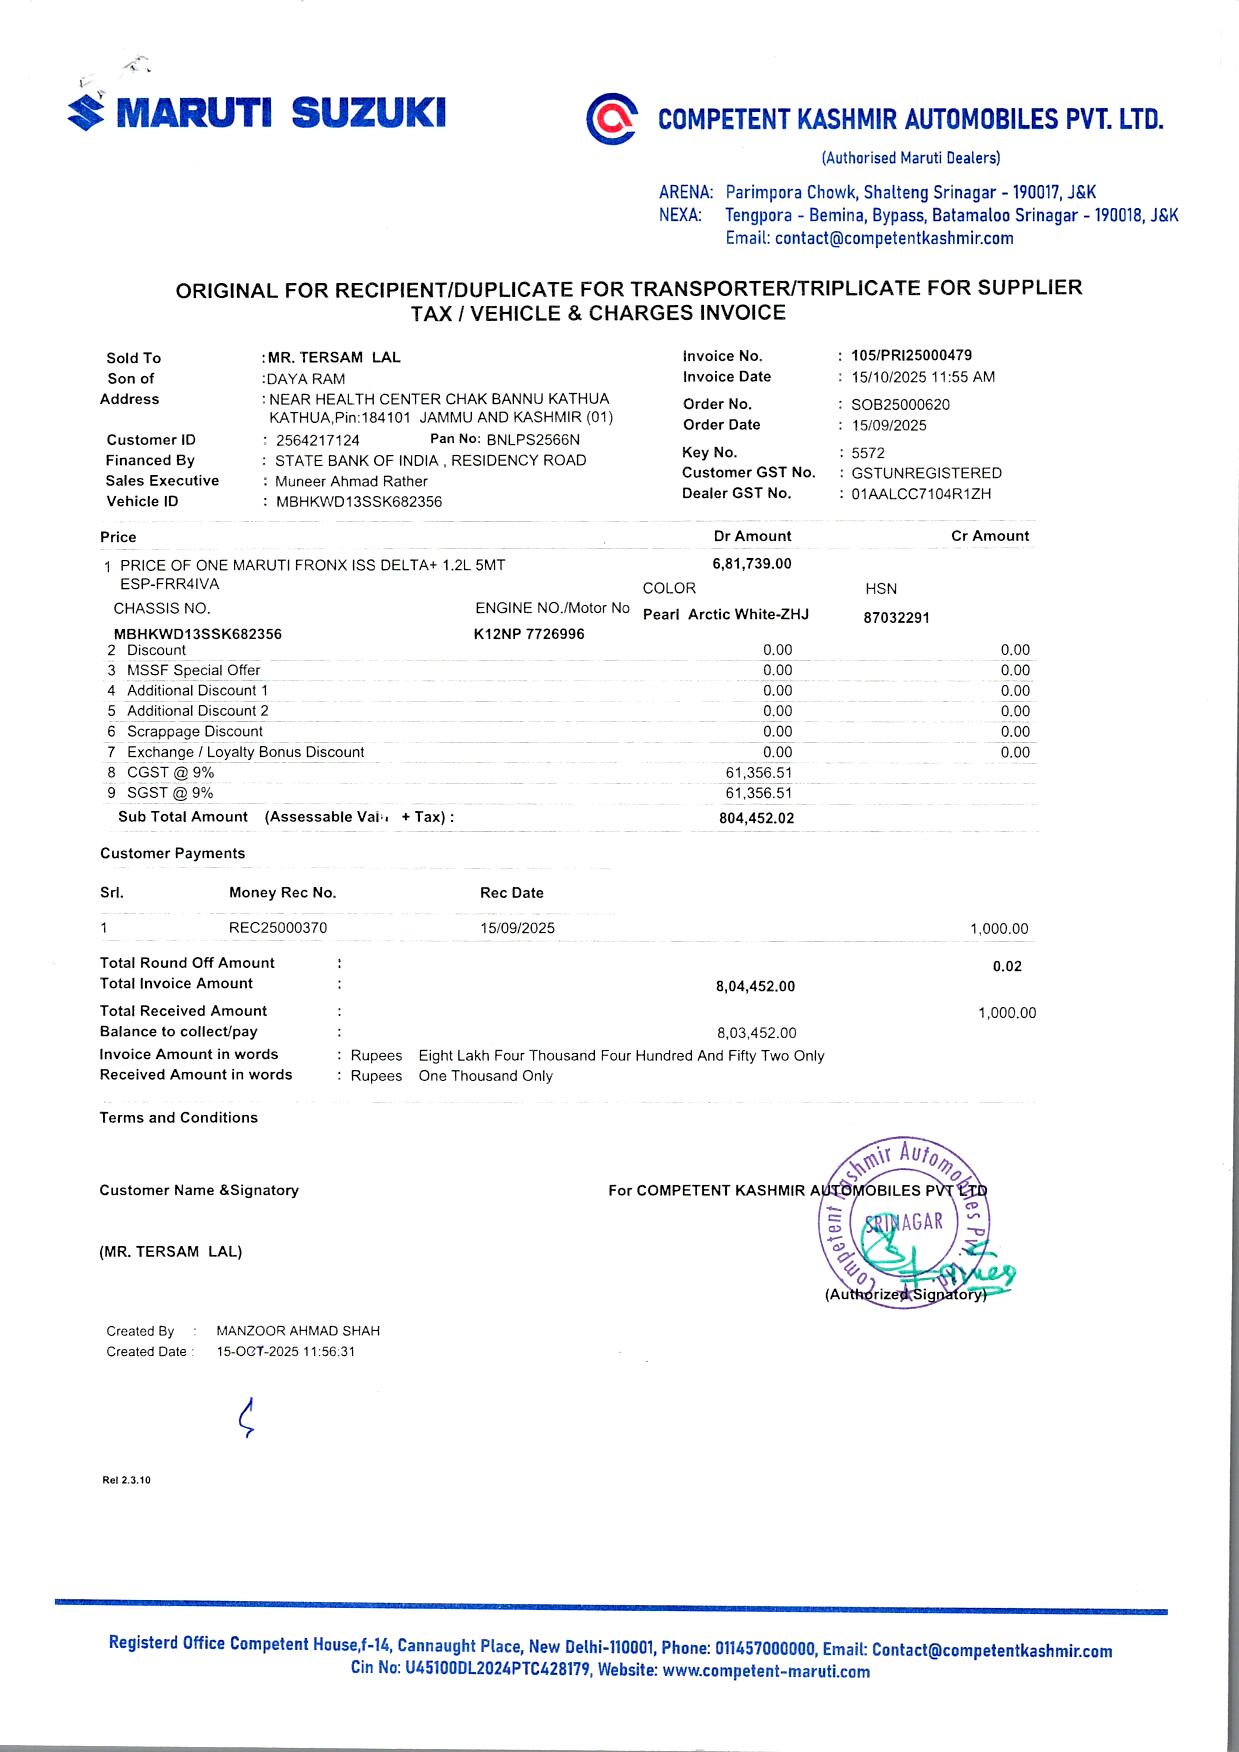 MARUTI SUZUKI
COMPETENT KASHMIR AUTOMOBILES PVT. LTD.
(Authorised Maruti Dealers)
ARENA: Parimpora Chowk, Shalteng Srinagar - 190017, J&K
NEXA: Tengpora - Bemina, Bypass, Batamaloo Srinagar - 190018, J&K
Email: contact@competentkashmir.com
ORIGINAL FOR RECIPIENT/DUPLICATE FOR TRANSPORTER/TRIPLICATE FOR SUPPLIER
TAX / VEHICLE & CHARGES INVOICE
Sold To :MR. TERSAM LAL
Son of :DAYA RAM
Address :NEAR HEALTH CENTER CHAK BANNU KATHUA
KATHUA,Pin:184101 JAMMU AND KASHMIR (01)
Customer ID : 2564217124 Pan No: BNLPS2566N
Financed By : STATE BANK OF INDIA , RESIDENCY ROAD
Sales Executive : Muneer Ahmad Rather
Vehicle ID : MBHKWD13SSK682356
Invoice No. : 105/PRI25000479
Invoice Date : 15/10/2025 11:55 AM
Order No. : SOB25000620
Order Date : 15/09/2025
Key No. : 5572
Customer GST No. : GSTUNREGISTERED
Dealer GST No. : 01AALCC7104R1ZH
Price Dr Amount Cr Amount
1 PRICE OF ONE MARUTI FRONX ISS DELTA+ 1.2L 5MT 6,81,739.00
ESP-FRR4IVA COLOR HSN
CHASSIS NO. ENGINE NO./Motor No Pearl Arctic White-ZHJ 87032291
MBHKWD13SSK682356 K12NP 7726996
2 Discount 0.00 0.00
3 MSSF Special Offer 0.00 0.00
4 Additional Discount 1 0.00 0.00
5 Additional Discount 2 0.00 0.00
6 Scrappage Discount 0.00 0.00
7 Exchange / Loyalty Bonus Discount 0.00 0.00
8 CGST @ 9% 61,356.51
9 SGST @ 9% 61,356.51
Sub Total Amount (Assessable + Tax) : 804,452.02
Customer Payments
Srl. Money Rec No. Rec Date
1 REC25000370 15/09/2025 1,000.00
Total Round Off Amount : 0.02
Total Invoice Amount : 8,04,452.00
Total Received Amount : 1,000.00
Balance to collect/pay : 8,03,452.00
Invoice Amount in words : Rupees Eight Lakh Four Thousand Four Hundred And Fifty Two Only
Received Amount in words : Rupees One Thousand Only
Terms and Conditions
Customer Name &Signatory For COMPETENT KASHMIR AUTOMOBILES PVT LTD
Competent Kashmir Automobiles Pvt. Ltd.
SRINAGAR
(MR. TERSAM LAL)
(Authorized Signatory)
Created By : MANZOOR AHMAD SHAH
Created Date : 15-OCT-2025 11:56:31
Rel 2.3.10
Registerd Office Competent House,f-14, Cannaught Place, New Delhi-110001, Phone: 011457000000, Email: Contact@competentkashmir.com
Cin No: U45100DL2024PTC428179, Website: www.competent-maruti.com